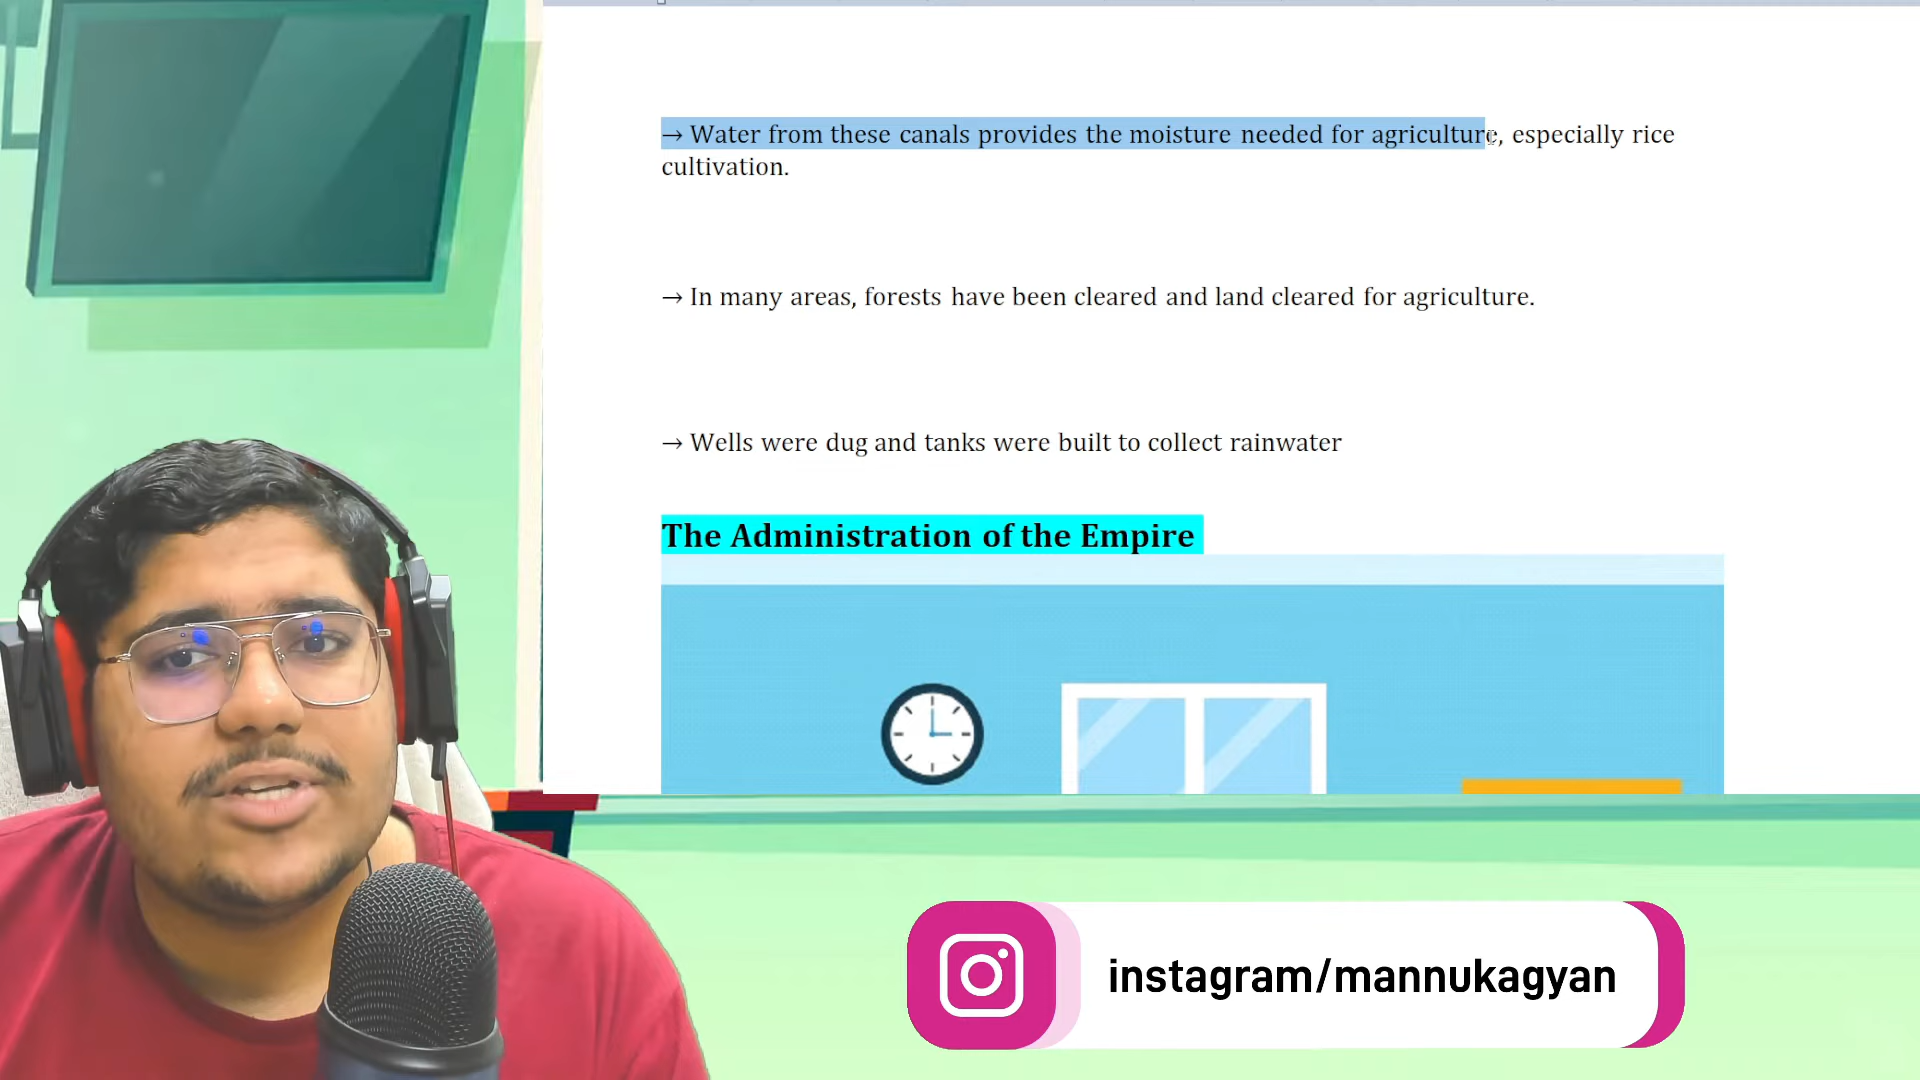 → Water from these canals provides the moisture needed for agriculture, especially rice
cultivation.
→ In many areas, forests have been cleared and land cleared for agriculture.
→ Wells were dug and tanks were built to collect rainwater
The Administration of the Empire
instagram/mannukagyan